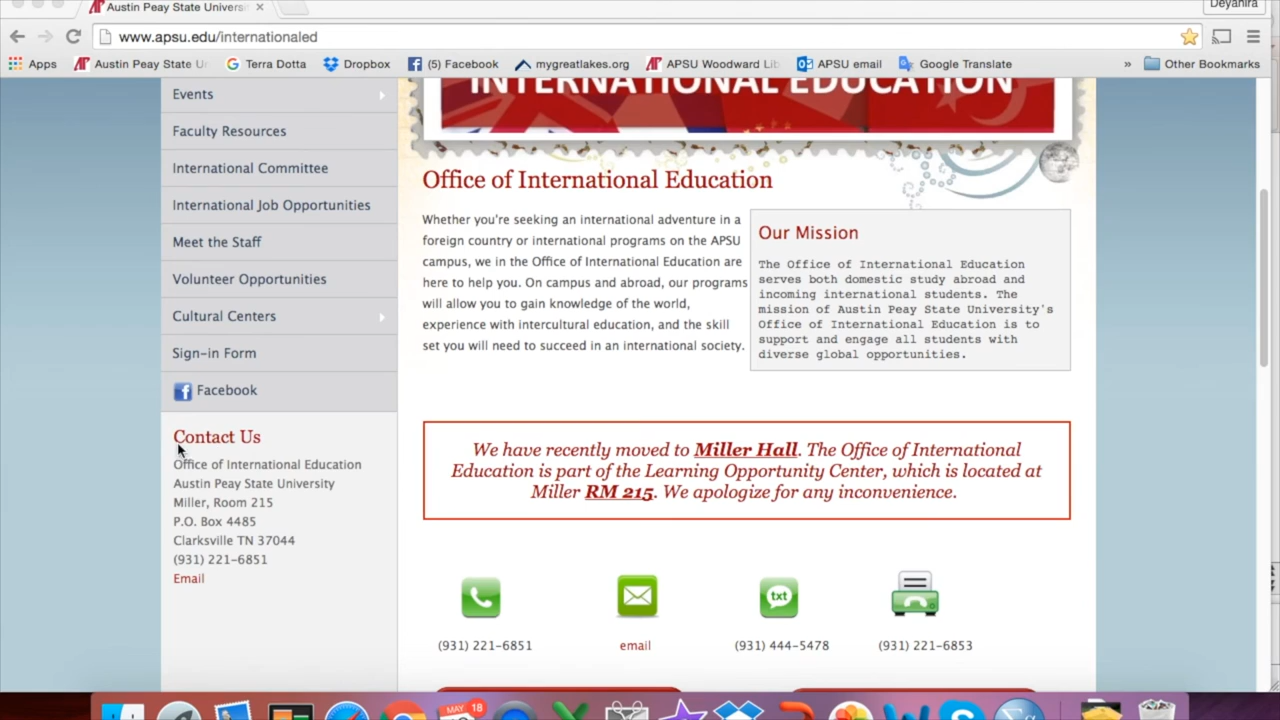 Austin Peay State Universi
Deyanira
www.apsu.edu/internationaled
Apps
Austin Peay State U
Terra Dotta
Dropbox
(5) Facebook
mygreatlakes.org
APSU Woodward Lib
APSU email
Google Translate
»
Other Bookmarks
INTERNATIONAL EDUCATION
Events
Faculty Resources
International Committee
International Job Opportunities
Meet the Staff
Volunteer Opportunities
Cultural Centers
Sign-in Form
Facebook
Contact Us
Office of International Education
Austin Peay State University
Miller, Room 215
P.O. Box 4485
Clarksville TN 37044
(931) 221-6851
Email
Office of International Education
Whether you're seeking an international adventure in a
foreign country or international programs on the APSU
campus, we in the Office of International Education are
here to help you. On campus and abroad, our programs
will allow you to gain knowledge of the world,
experience with intercultural education, and the skill
set you will need to succeed in an international society.
Our Mission
The Office of International Education
serves both domestic study abroad and
incoming international students. The
mission of Austin Peay State University's
Office of International Education is to
support and engage all students with
diverse global opportunities.
We have recently moved to Miller Hall. The Office of International
Education is part of the Learning Opportunity Center, which is located at
Miller RM 215. We apologize for any inconvenience.
txt
(931) 221-6851
email
(931) 444-5478
(931) 221-6853
MAY 18